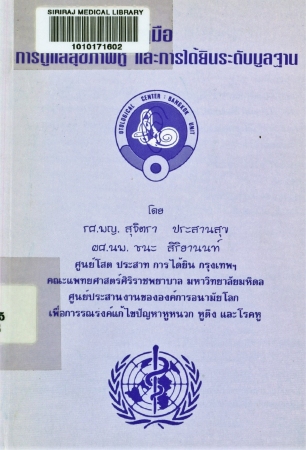 SIRIRAJ MEDICAL LIBRARY
1010171602
มือ
การดูแลสุขภาพหู และการได้ยินระดับมูลฐาน
OTOLOGICAL CENTER : BANGKOK UNIT
โดย
รศ.พญ. สุจิตรา ประสานสุข
ผศ.นพ. ชนะ สิริยานนท์
ศูนย์โสต ประสาท การได้ยิน กรุงเทพฯ
คณะแพทยศาสตร์ศิริราชพยาบาล มหาวิทยาลัยมหิดล
ศูนย์ประสานงานขององค์การอนามัยโลก
เพื่อการรณรงค์แก้ไขปัญหาหูหนวก หูตึง และโรคหู